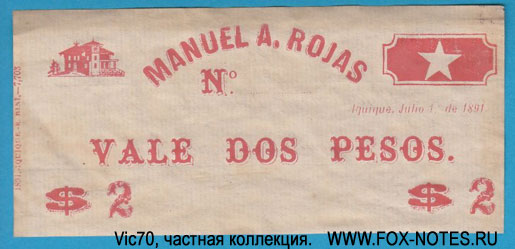 MANUEL A. ROJAS
Nº
Iquique, Julio 1.º de 1891
VALE DOS PESOS.
$ 2
$ 2
Vic70, частная коллекция.
WWW.FOX-NOTES.RU